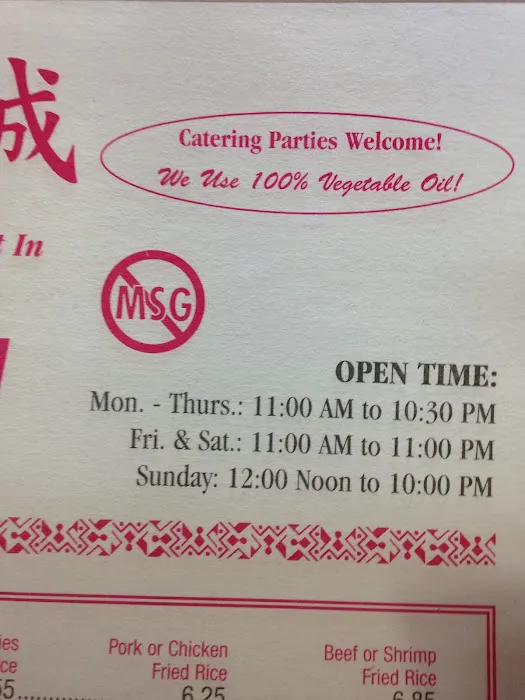 成
Catering Parties Welcome!
We Use 100% Vegetable Oil!
In
MSG
OPEN TIME:
Mon. - Thurs.: 11:00 AM to 10:30 PM
Fri. & Sat.: 11:00 AM to 11:00 PM
Sunday: 12:00 Noon to 10:00 PM
Pork or Chicken Beef or Shrimp
Fried Rice Fried Rice
6.25 6.85